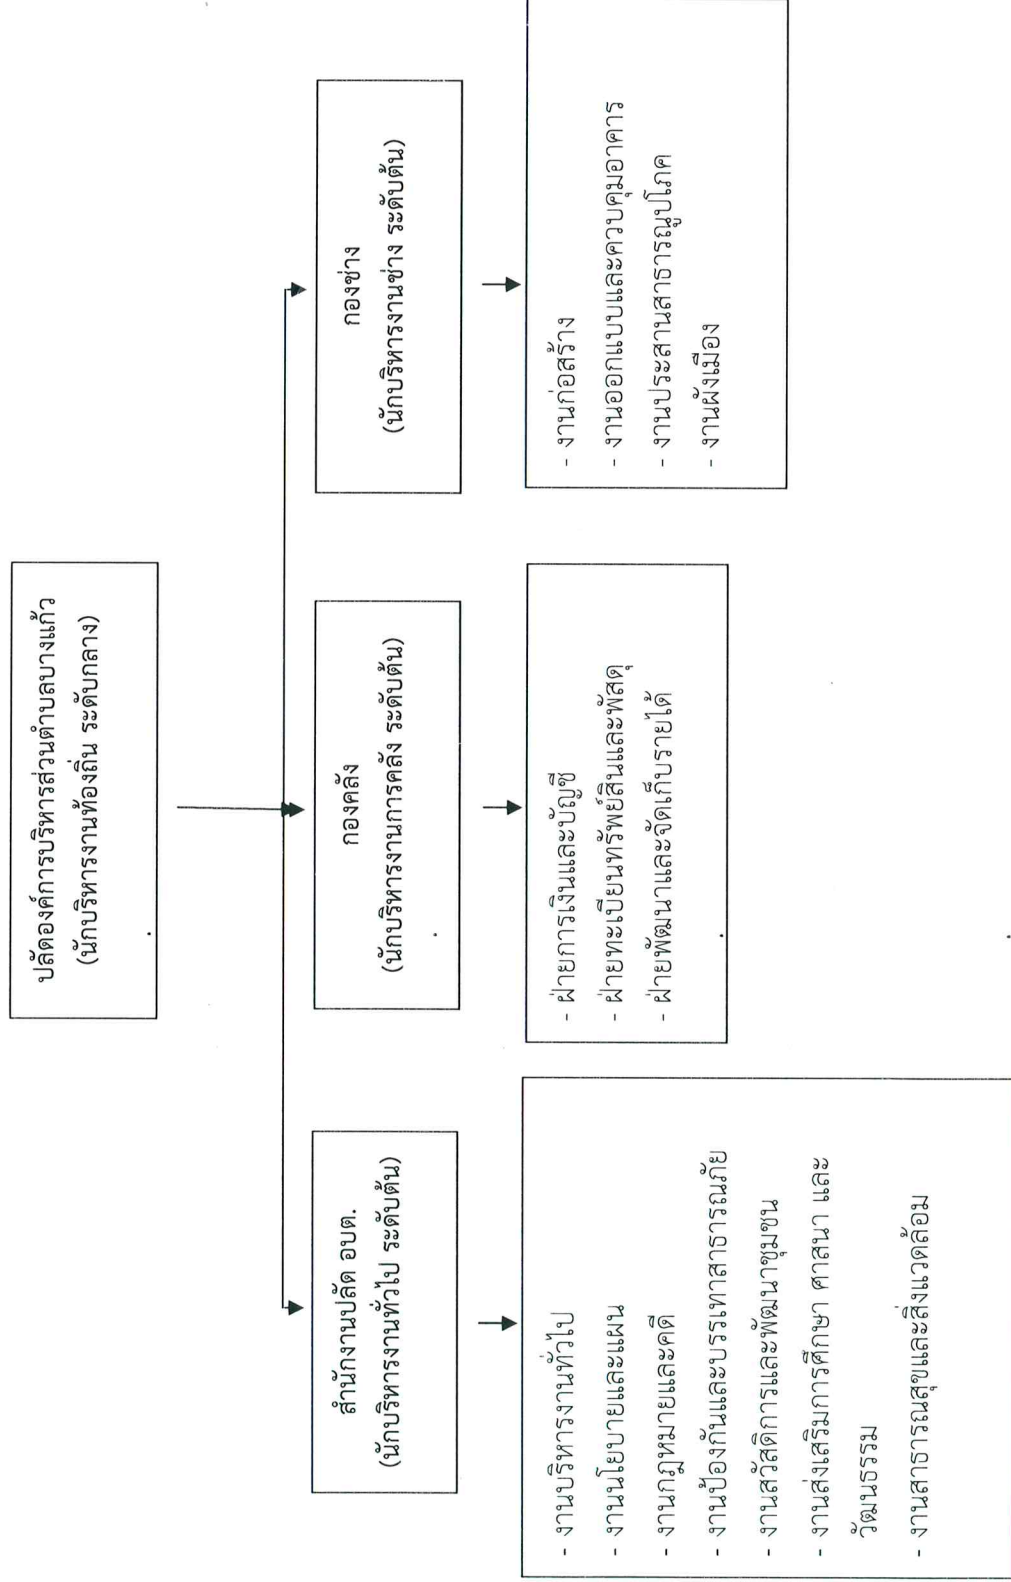 ปลัดองค์การบริหารส่วนตำบลบางแก้ว
(นักบริหารงานท้องถิ่น ระดับกลาง)
สำนักงานปลัด อบต.
(นักบริหารงานทั่วไป ระดับต้น)
กองคลัง
(นักบริหารงานการคลัง ระดับต้น)
กองช่าง
(นักบริหารงานช่าง ระดับต้น)
- งานบริหารงานทั่วไป
- งานนโยบายและแผน
- งานกฎหมายและคดี
- งานป้องกันและบรรเทาสาธารณภัย
- งานสวัสดิการและพัฒนาชุมชน
- งานส่งเสริมการศึกษา ศาสนา และ
วัฒนธรรม
- งานสาธารณสุขและสิ่งแวดล้อม
- ฝ่ายการเงินและบัญชี
- ฝ่ายทะเบียนทรัพย์สินและพัสดุ
- ฝ่ายพัฒนาและจัดเก็บรายได้
- งานก่อสร้าง
- งานออกแบบและควบคุมอาคาร
- งานประสานสาธารณูปโภค
- งานผังเมือง